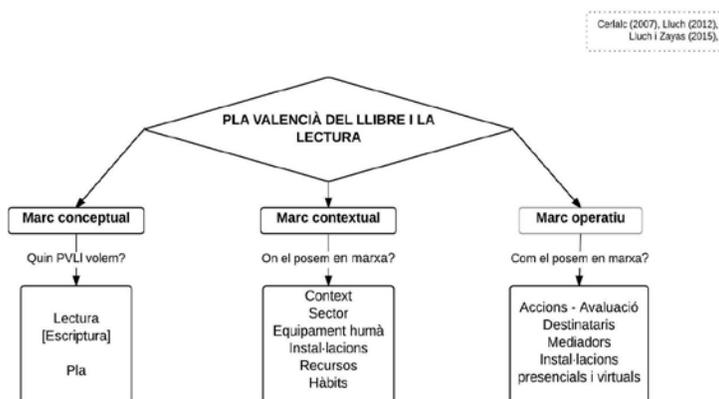 Cerlalc (2007), Lluch (2012),
Lluch i Zayas (2015),
PLA VALENCIÀ DEL LLIBRE I LA
LECTURA
Marc conceptual
Marc contextual
Marc operatiu
Quin PVLl volem?
On el posem en marxa?
Com el posem en marxa?
Lectura
[Escriptura]
Pla
Context
Sector
Equipament humà
Instal·lacions
Recursos
Hàbits
Accions - Avaluació
Destinataris
Mediadors
Instal·lacions
presencials i virtuals